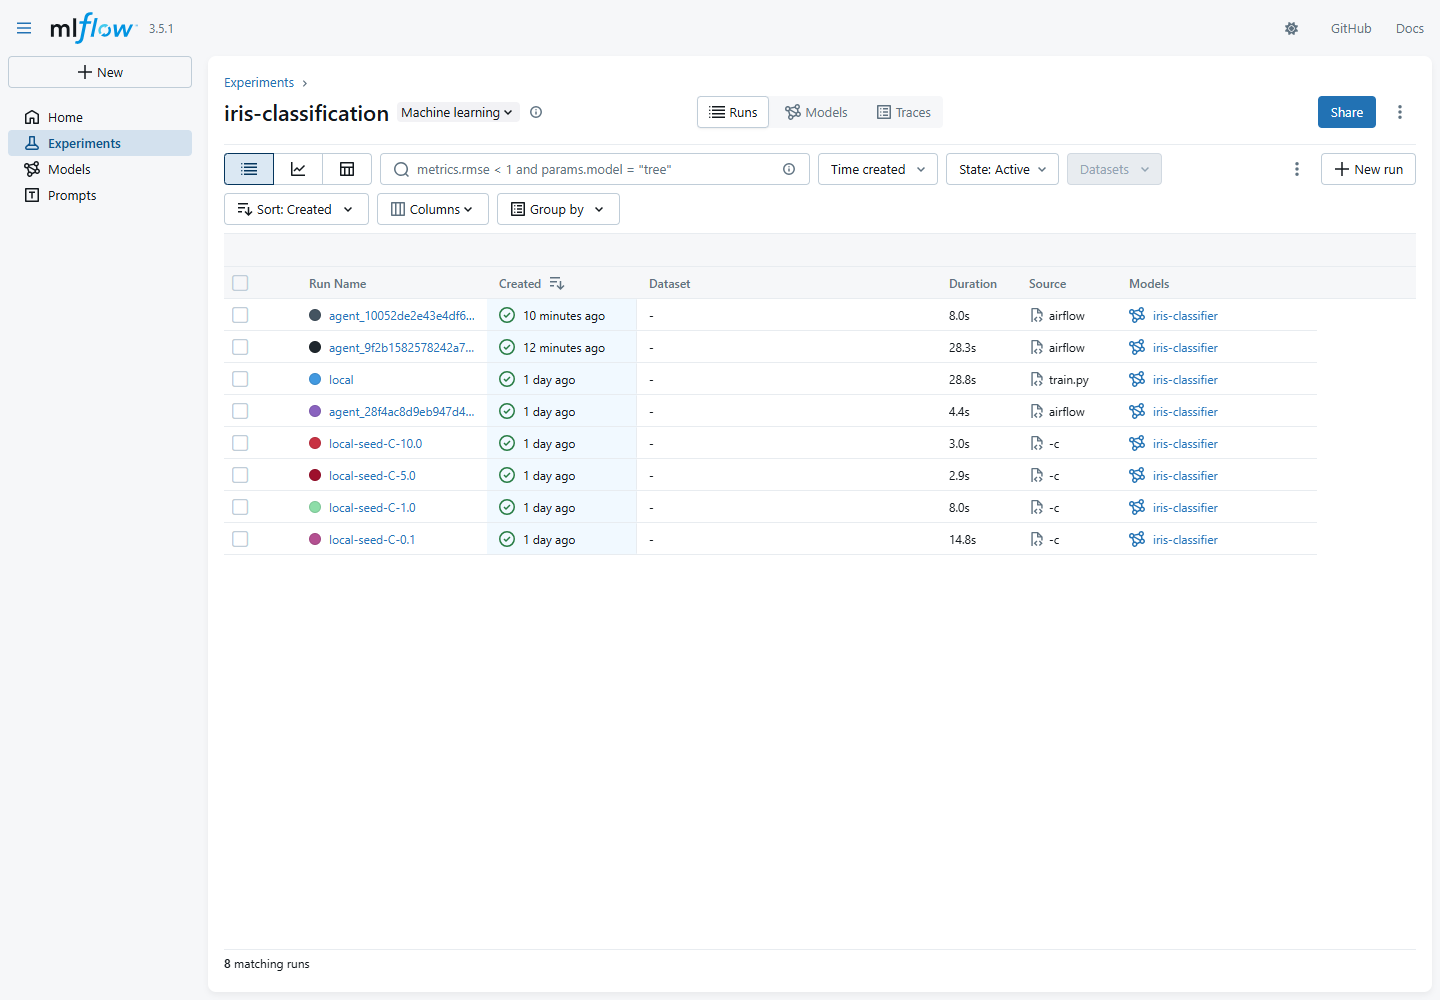 mlflow 3.5.1
GitHub
Docs
New
Home
Experiments
Models
Prompts
Experiments
iris-classification
Machine learning
Runs
Models
Traces
Share
metrics.rmse < 1 and params.model = "tree"
Time created
State: Active
Datasets
New run
Sort: Created
Columns
Group by
Run Name Created Dataset Duration Source Models
agent_10052de2e43e4df6... 10 minutes ago - 8.0s airflow iris-classifier
agent_9f2b1582578242a7... 12 minutes ago - 28.3s airflow iris-classifier
local 1 day ago - 28.8s train.py iris-classifier
agent_28f4ac8d9eb947d4... 1 day ago - 4.4s airflow iris-classifier
local-seed-C-10.0 1 day ago - 3.0s -c iris-classifier
local-seed-C-5.0 1 day ago - 2.9s -c iris-classifier
local-seed-C-1.0 1 day ago - 8.0s -c iris-classifier
local-seed-C-0.1 1 day ago - 14.8s -c iris-classifier
8 matching runs